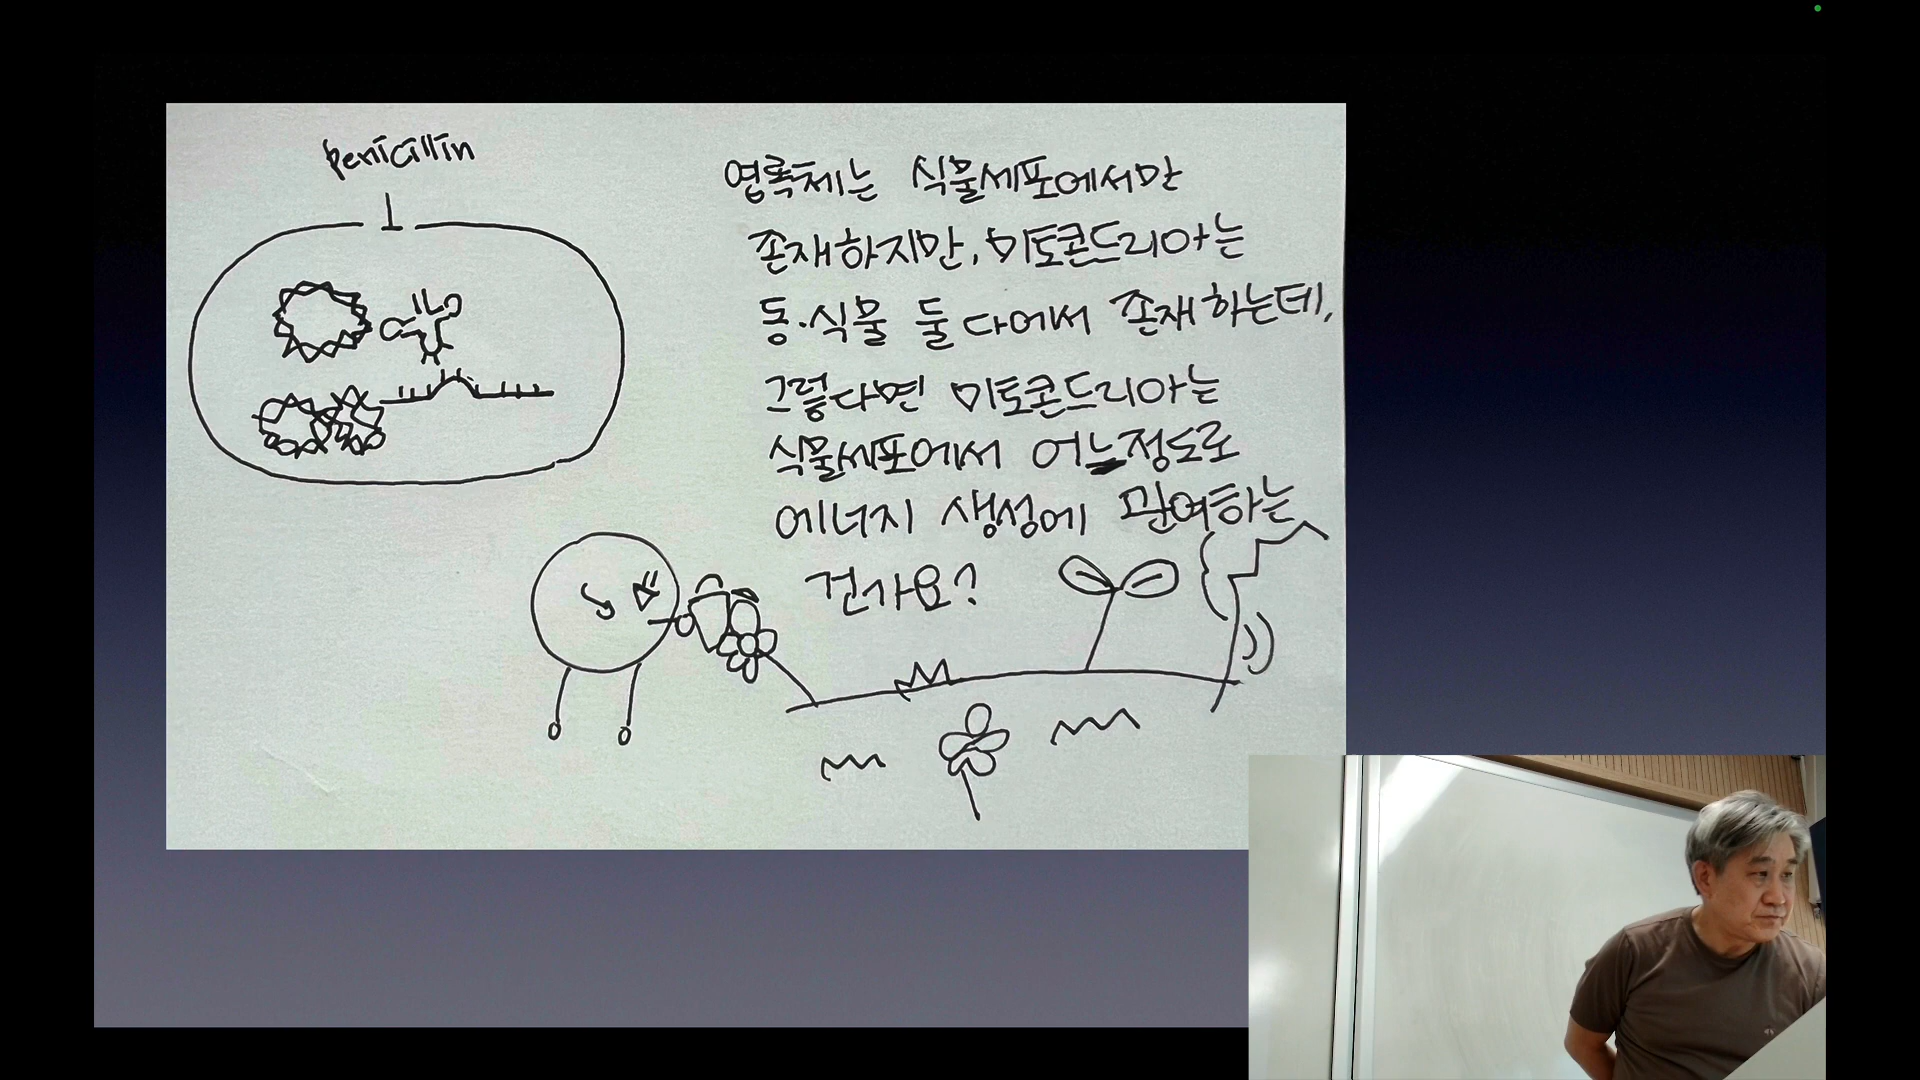 penicillin
엽록체는 식물세포에서만
존재하지만, 미토콘드리아는
동·식물 둘 다에서 존재하는데,
그렇다면 미토콘드리아는
식물세포에서 어느정도로
에너지 생성에 관여하는
건가요?